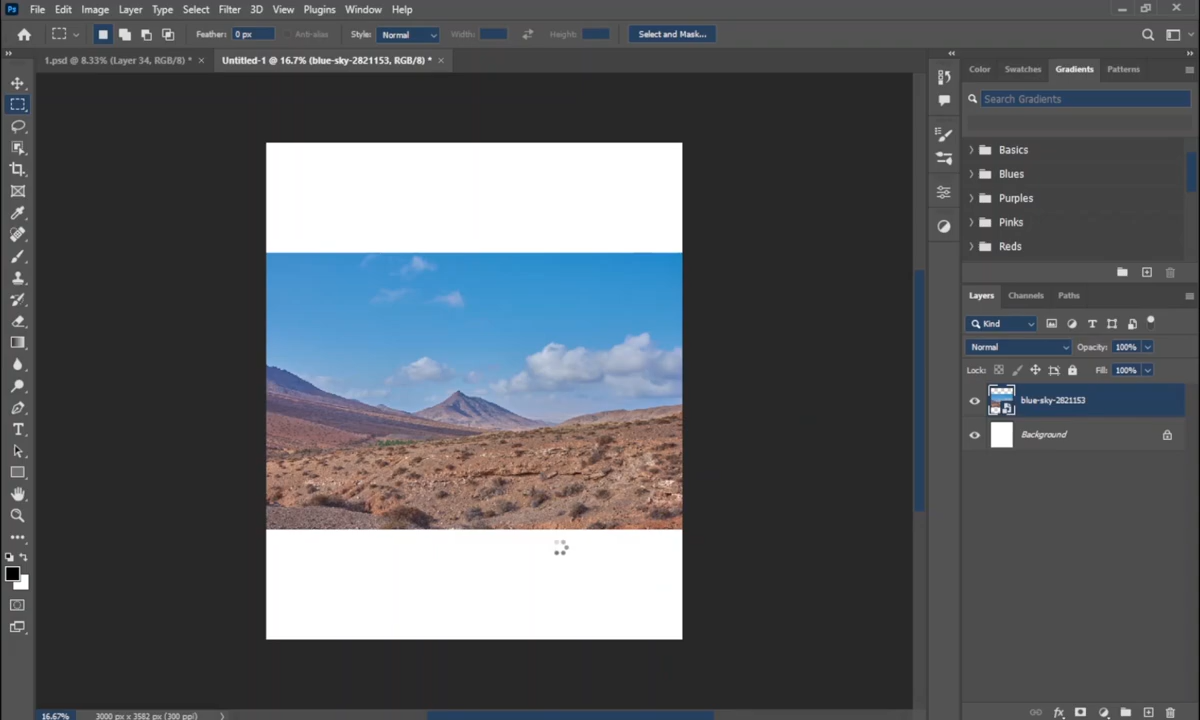 Ps File Edit Image Layer Type Select Filter 3D View Plugins Window Help
Feather: 0 px Anti-alias Style: Normal Width: Height: Select and Mask...
1.psd @ 8.33% (Layer 34, RGB/8) * × Untitled-1 @ 16.7% (blue-sky-2821153, RGB/8) * ×
Color Swatches Gradients Patterns
Search Gradients
Basics
Blues
Purples
Pinks
Reds
Layers Channels Paths
Kind
Normal Opacity: 100%
Lock: Fill: 100%
blue-sky-2821153
Background
16.67% 3000 px x 3582 px (300 ppi)